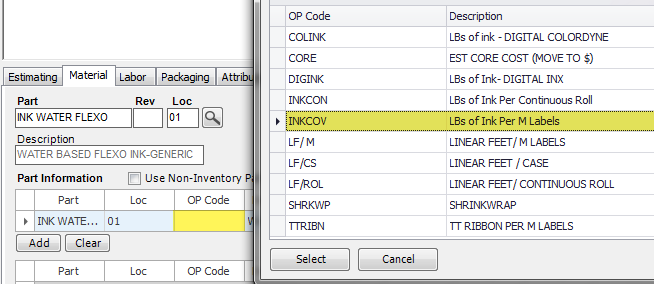 Estimating Material Labor Packaging Attribu
Part Rev Loc
INK WATER FLEXO 01
Description
WATER BASED FLEXO INK-GENERIC
Part Information Use Non-Inventory Pa
Part Loc OP Code
INK WATE... 01 W
Add Clear
Part Loc OP Code
OP Code Description
COLINK LBs of ink - DIGITAL COLORDYNE
CORE EST CORE COST (MOVE TO $)
DIGINK LBs of Ink- DIGITAL INX
INKCON LBs of Ink Per Continuous Roll
INKCOV LBs of Ink Per M Labels
LF/ M LINEAR FEET/ M LABELS
LF/CS LINEAR FEET / CASE
LF/ROL LINEAR FEET/ CONTINUOUS ROLL
SHRKWP SHRINKWRAP
TTRIBN TT RIBBON PER M LABELS
Select Cancel